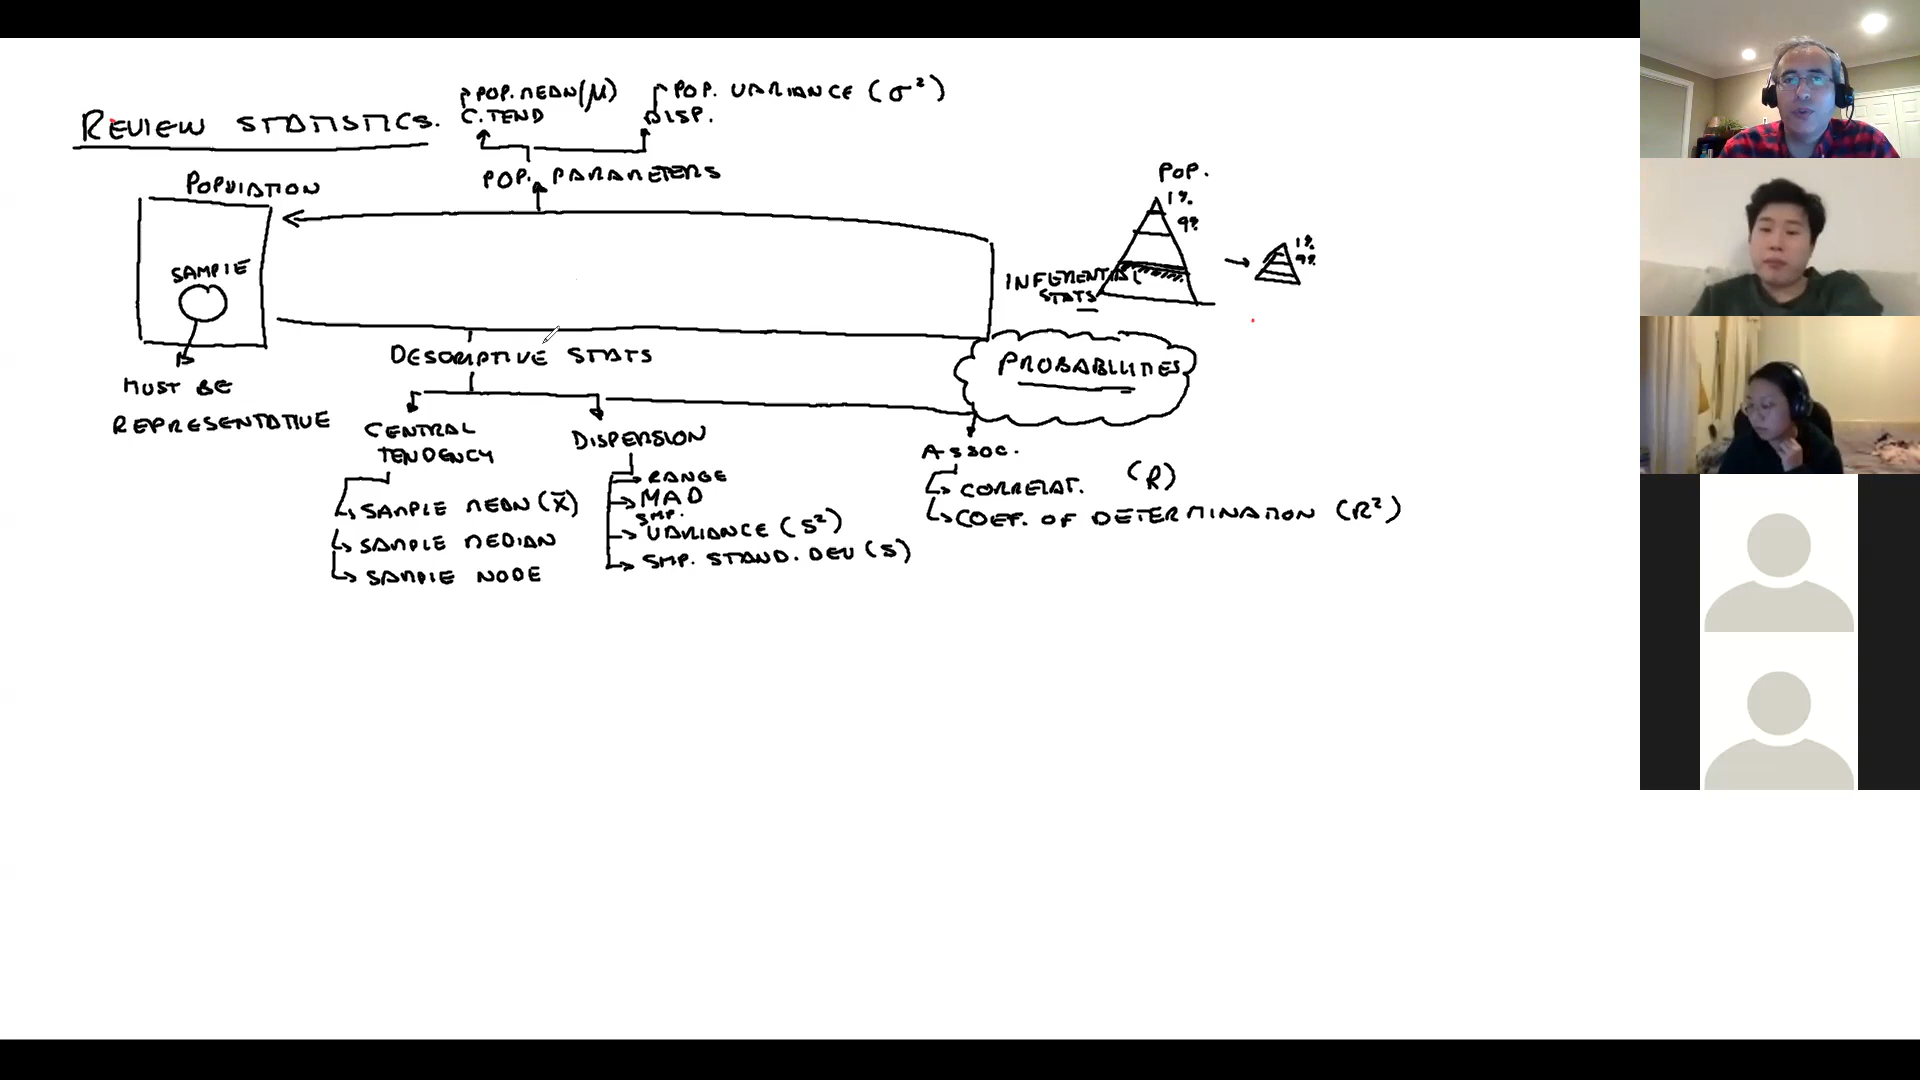 REVIEW STATISTICS.
POP. MEAN (μ)
C. TEND
POP. VARIANCE (σ²)
DISP.
POP. PARAMETERS
POPULATION
SAMPLE
MUST BE
REPRESENTATIVE
DESCRIPTIVE STATS
CENTRAL
TENDENCY
SAMPLE MEAN (x̄)
SAMPLE MEDIAN
SAMPLE MODE
DISPERSION
RANGE
MAD
SMP.
VARIANCE (S²)
SMP. STAND. DEV (S)
POP.
1%
9%
1%
9%
INFERENTIAL
STATS
PROBABILITIES
ASSOC.
CORRELAT. (R)
COEF. OF DETERMINATION (R²)